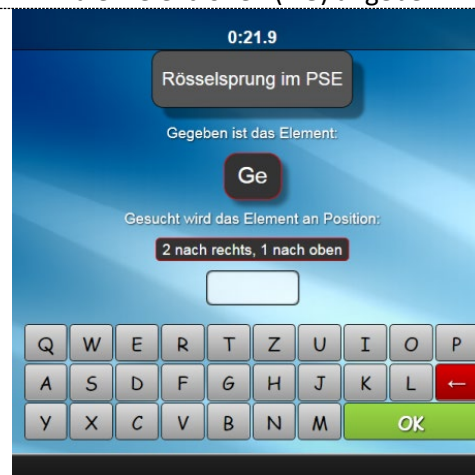 0:21.9
Rösselsprung im PSE
Gegeben ist das Element:
Ge
Gesucht wird das Element an Position:
2 nach rechts, 1 nach oben
Q W E R T Z U I O P
A S D F G H J K L ←
Y X C V B N M OK